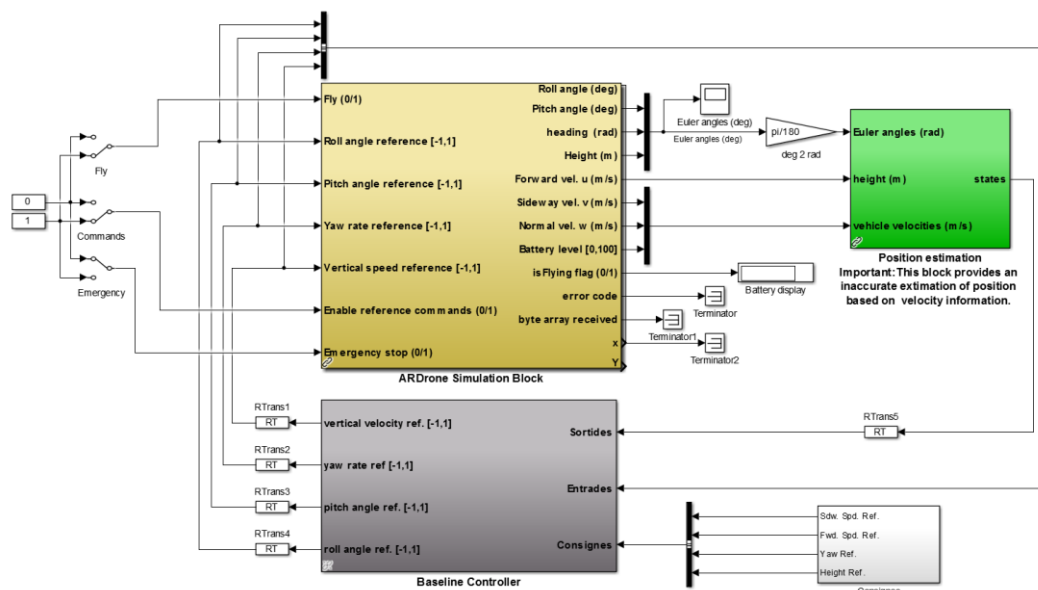 Fly (0/1)
Roll angle reference [-1,1]
Pitch angle reference [-1,1]
Yaw rate reference [-1,1]
Vertical speed reference [-1,1]
Enable reference commands (0/1)
Emergency stop (0/1)
Roll angle (deg)
Pitch angle (deg)
heading (rad)
Height (m)
Forward vel. u (m/s)
Sideway vel. v (m/s)
Normal vel. w (m/s)
Battery level [0,100]
isFlying flag (0/1)
error code
byte array received
x
Y
ARDrone Simulation Block
Fly
0
1
Commands
Emergency
Euler angles (deg)
Euler angles (deg)
pi/180
deg 2 rad
Euler angles (rad)
height (m)
states
vehicle velocities (m/s)
Position estimation
Important: This block provides an
inaccurate extimation of position
based on velocity information.
Battery display
Terminator
Terminator1
Terminator2
RTrans1
RT
RTrans2
RT
RTrans3
RT
RTrans4
RT
vertical velocity ref. [-1,1]
yaw rate ref [-1,1]
pitch angle ref. [-1,1]
roll angle ref. [-1,1]
Sortides
Entrades
Consignes
Baseline Controller
RTrans5
RT
Sdw. Spd. Ref.
Fwd. Spd. Ref.
Yaw Ref.
Height Ref.